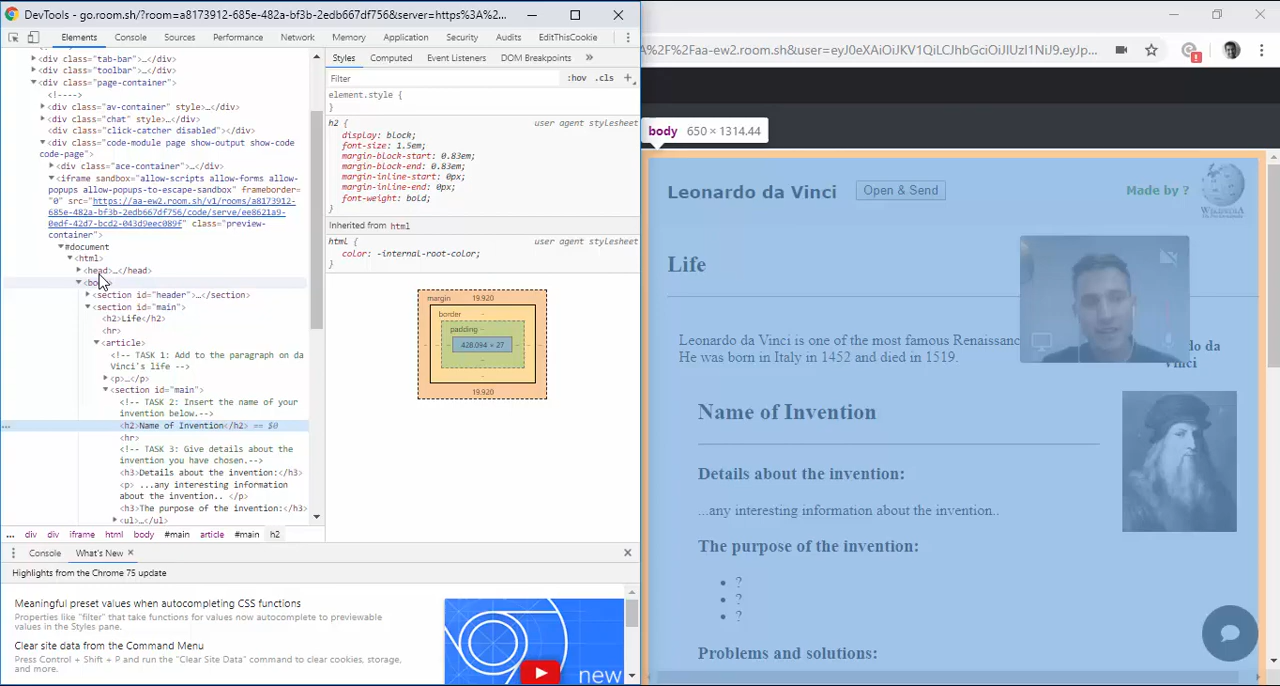 DevTools - go.room.sh/?room=a8173912-685e-482a-bf3b-2edb667df756&server=https%3A%2...
Elements Console Sources Performance Network Memory Application Security Audits EditThisCookie
<div class="tab-bar">…</div>
<div class="toolbar">…</div>
<div class="page-container">
<!---->
<div class="av-container" style>…</div>
<div class="chat" style>…</div>
<div class="click-catcher disabled"></div>
<div class="code-module page show-output show-code
code-page">
<div class="ace-container">…</div>
<iframe sandbox="allow-scripts allow-forms allow-
popups allow-popups-to-escape-sandbox" frameborder=
"0" src="https://aa-ew2.room.sh/v1/rooms/a8173912
-685e-482a-bf3b-2edb667df756/code/serve/ee8621a9-
0edf-42d7-bcd2-043d9eec089f" class="preview-
container">
#document
<html>
<head>…</head>
<section id="header">…</section>
<section id="main">
<h2>Life</h2>
<hr>
<article>
<!-- TASK 1: Add to the paragraph on da
Vinci's life -->
<p>…</p>
<section id="main">
<!-- TASK 2: Insert the name of your
invention below.-->
<h2>Name of Invention</h2> == $0
<hr>
<!-- TASK 3: Give details about the
invention you have chosen.-->
<h3>Details about the invention:</h3>
<p> ...any interesting information
about the invention.. </p>
<h3>The purpose of the invention:</h3>
<ul>…</ul>
... div div iframe html body #main article #main h2
Styles Computed Event Listeners DOM Breakpoints »
Filter :hov .cls +
element.style {
}
h2 { user agent stylesheet
display: block;
font-size: 1.5em;
margin-block-start: 0.83em;
margin-block-end: 0.83em;
margin-inline-start: 0px;
margin-inline-end: 0px;
font-weight: bold;
}
Inherited from html
html { user agent stylesheet
color: -internal-root-color;
}
margin 19.920
border -
padding -
- 428.094 × 27 -
19.920
Console What's New ×
Highlights from the Chrome 75 update
Meaningful preset values when autocompleting CSS functions
Properties like "filter" that take functions for values now autocomplete to previewable
values in the Styles pane.
Clear site data from the Command Menu
Press Control + Shift + P and run the "Clear Site Data" command to clear cookies, storage,
and more.
new
%2F%2Faa-ew2.room.sh&user=eyJ0eXAiOiJKV1QiLCJhbGciOiJIUzI1NiJ9.eyJp...
body 650 × 1314.44
Leonardo da Vinci Open & Send Made by ?
WIKIPEDIA
Life
Leonardo da Vinci is one of the most famous Renaissanc
He was born in Italy in 1452 and died in 1519.
do da
Vinci
Name of Invention
Details about the invention:
...any interesting information about the invention..
The purpose of the invention:
• ?
• ?
• ?
Problems and solutions: